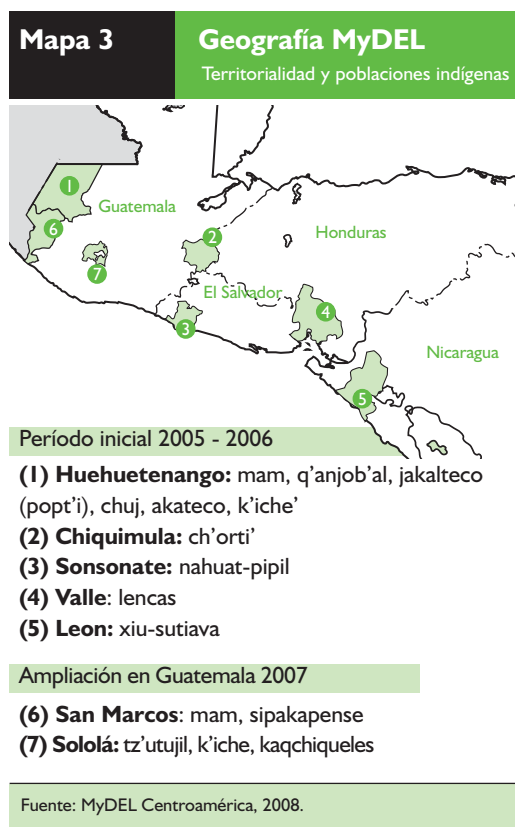 Mapa 3
Geografía MyDEL
Territorialidad y poblaciones indígenas
1
Guatemala
2
6
Honduras
7
El Salvador
4
3
Nicaragua
5
Período inicial 2005 - 2006
(1) Huehuetenango: mam, q’anjob’al, jakalteco
(popt’i), chuj, akateco, k’iche’
(2) Chiquimula: ch’orti’
(3) Sonsonate: nahuat-pipil
(4) Valle: lencas
(5) Leon: xiu-sutiava
Ampliación en Guatemala 2007
(6) San Marcos: mam, sipakapense
(7) Sololá: tz’utujil, k’iche, kaqchiqueles
Fuente: MyDEL Centroamérica, 2008.